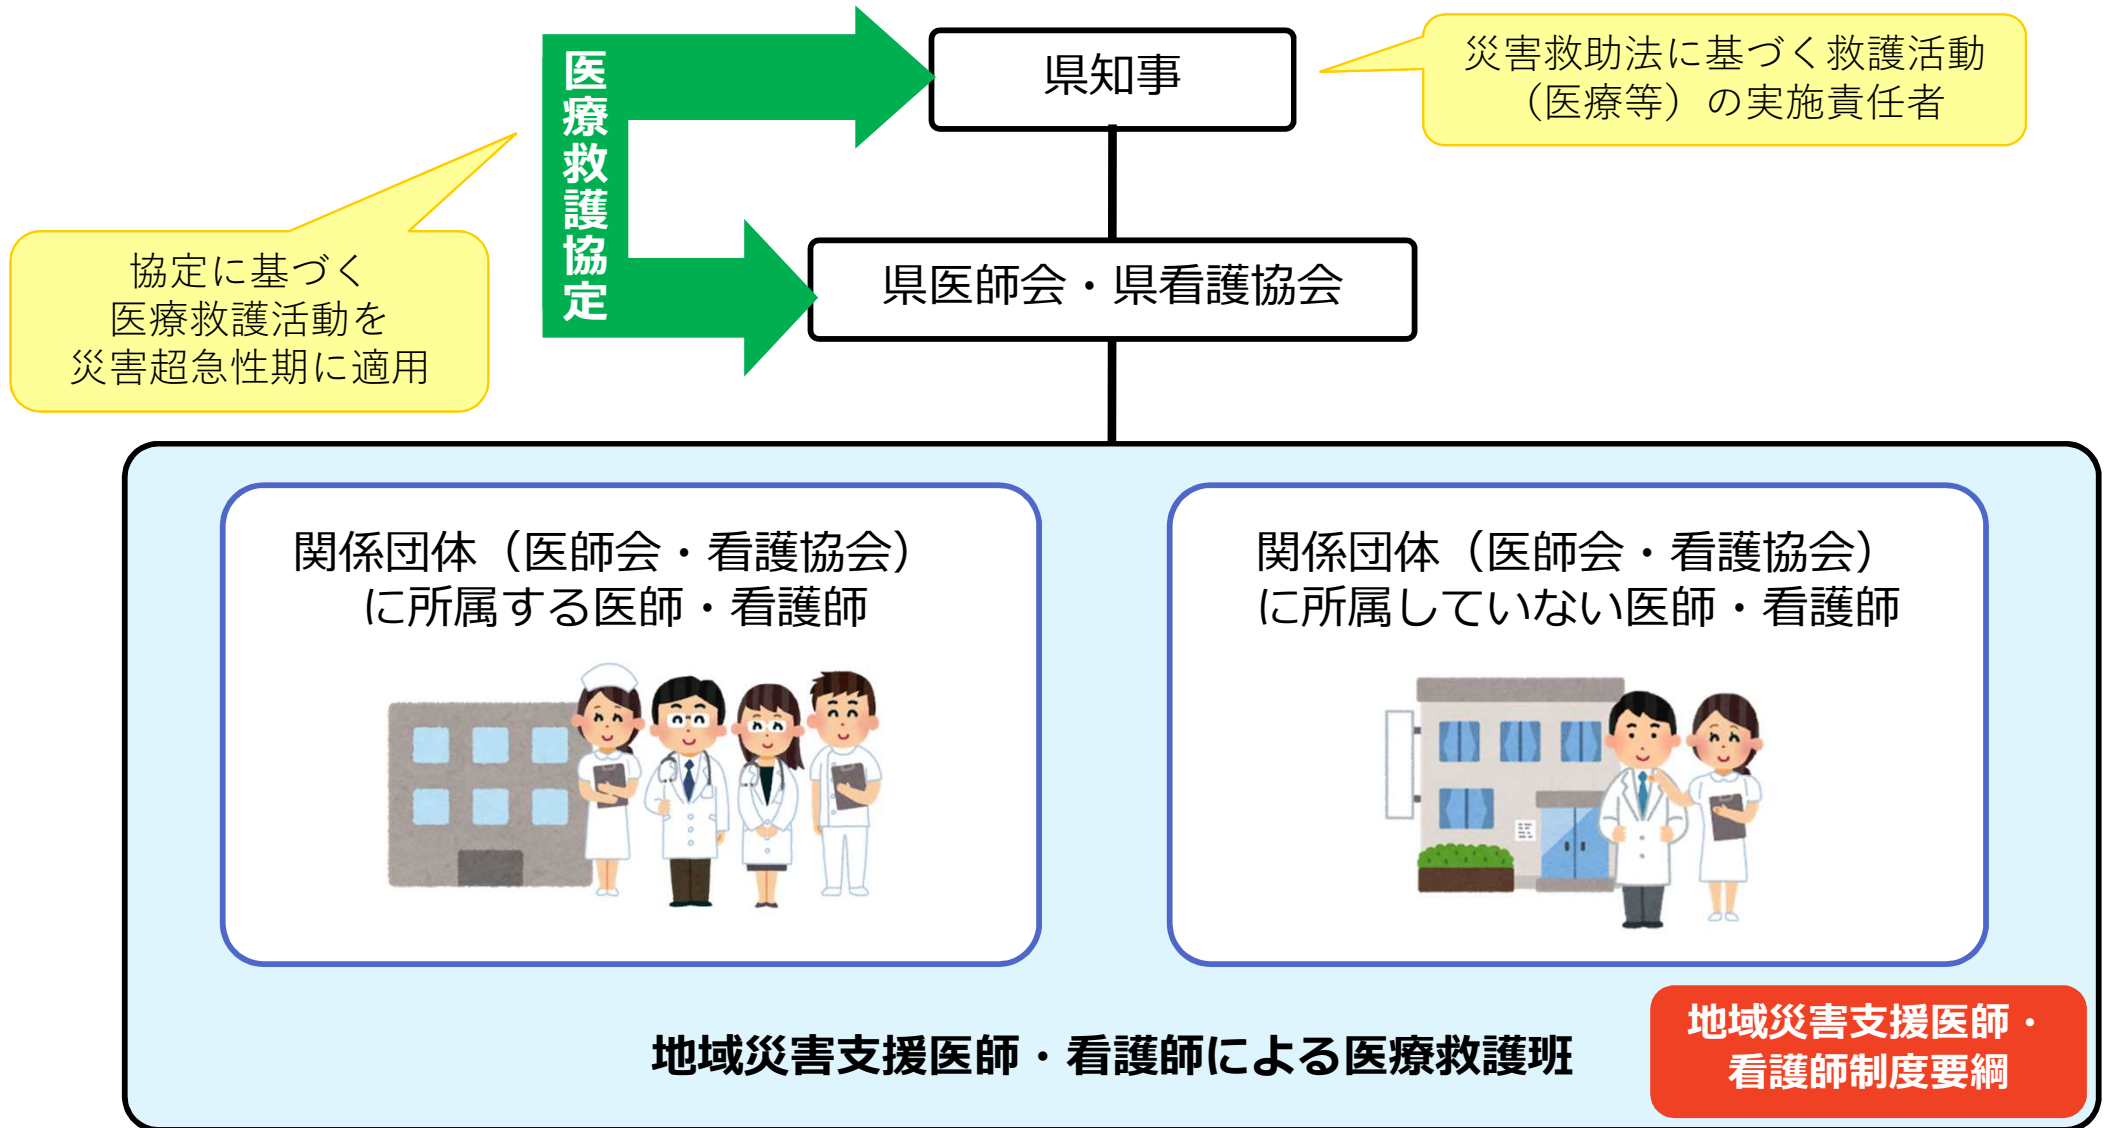 県知事
災害救助法に基づく救護活動
（医療等）の実施責任者
医療救護協定
協定に基づく
医療救護活動を
災害超急性期に適用
県医師会・県看護協会
関係団体（医師会・看護協会）
に所属する医師・看護師
関係団体（医師会・看護協会）
に所属していない医師・看護師
地域災害支援医師・看護師による医療救護班
地域災害支援医師・
看護師制度要綱